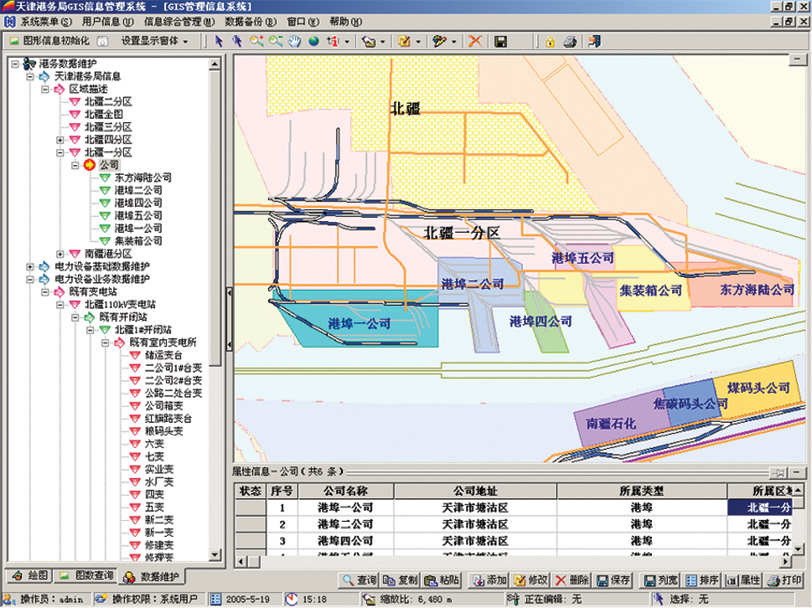 天津港务局GIS信息管理系统 - [GIS管理信息系统]
系统菜单(S) 用户信息(U) 信息综合管理(M) 数据备份(B) 窗口(W) 帮助(H)
图形信息初始化 设置显示窗体
港务数据维护
天津港务局信息
区域描述
北疆二分区
北疆全图
北疆三分区
北疆四分区
北疆一分区
公司
东方海陆公司
港埠二公司
港埠四公司
港埠五公司
港埠一公司
集装箱公司
南疆港分区
电力设备基础数据维护
电力设备业务数据维护
既有变电站
北疆110kV变电站
既有开闭站
北疆1#开闭站
既有室内变电所
储运变台
二公司1#台变
二公司2#台变
公路二处台变
公司箱变
红旗路变台
粮码头变
六变
七变
实业变
水厂变
四变
五变
新二变
新一变
修建变
修理变
绘图 图数查询 数据维护
北疆
北疆一分区
港埠五公司
港埠二公司
集装箱公司
东方海陆公司
港埠一公司
港埠四公司
煤码头公司
焦碳码头公司
南疆石化
属性信息-公司(共6 条)
状态 序号 公司名称 公司地址 所属类型 所属区域
1 港埠一公司 天津市塘沽区 港埠 北疆一分
2 港埠二公司 天津市塘沽区 港埠 北疆一分
3 港埠四公司 天津市塘沽区 港埠 北疆一分
查询 复制 粘贴 添加 修改 删除 保存 列宽 排序 属性 打印
操作员: admin 操作权限: 系统用户 2005-5-19 15:18 缩放比: 6,480 m 正在编辑: 无 选择: 无